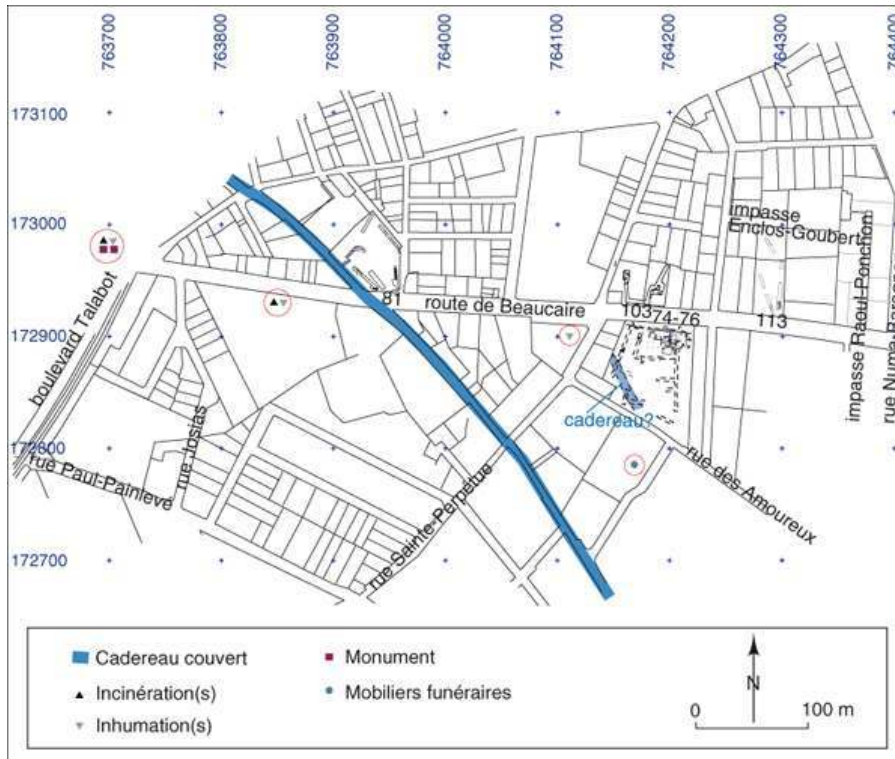 763700
763800
763900
764000
764100
764200
764300
173100
173000
172900
172800
172700
impasse
Enclos-Goubert
impasse Raoul-Ponchon
boulevard Talabot
81
route de Beaucaire
10374-76
113
cadereau?
rue des Amoureux
rue Josias
rue Paul-Painlevé
rue Sainte-Perpétue
Cadereau couvert
Incinération(s)
Inhumation(s)
Monument
Mobiliers funéraires
N
0 100 m